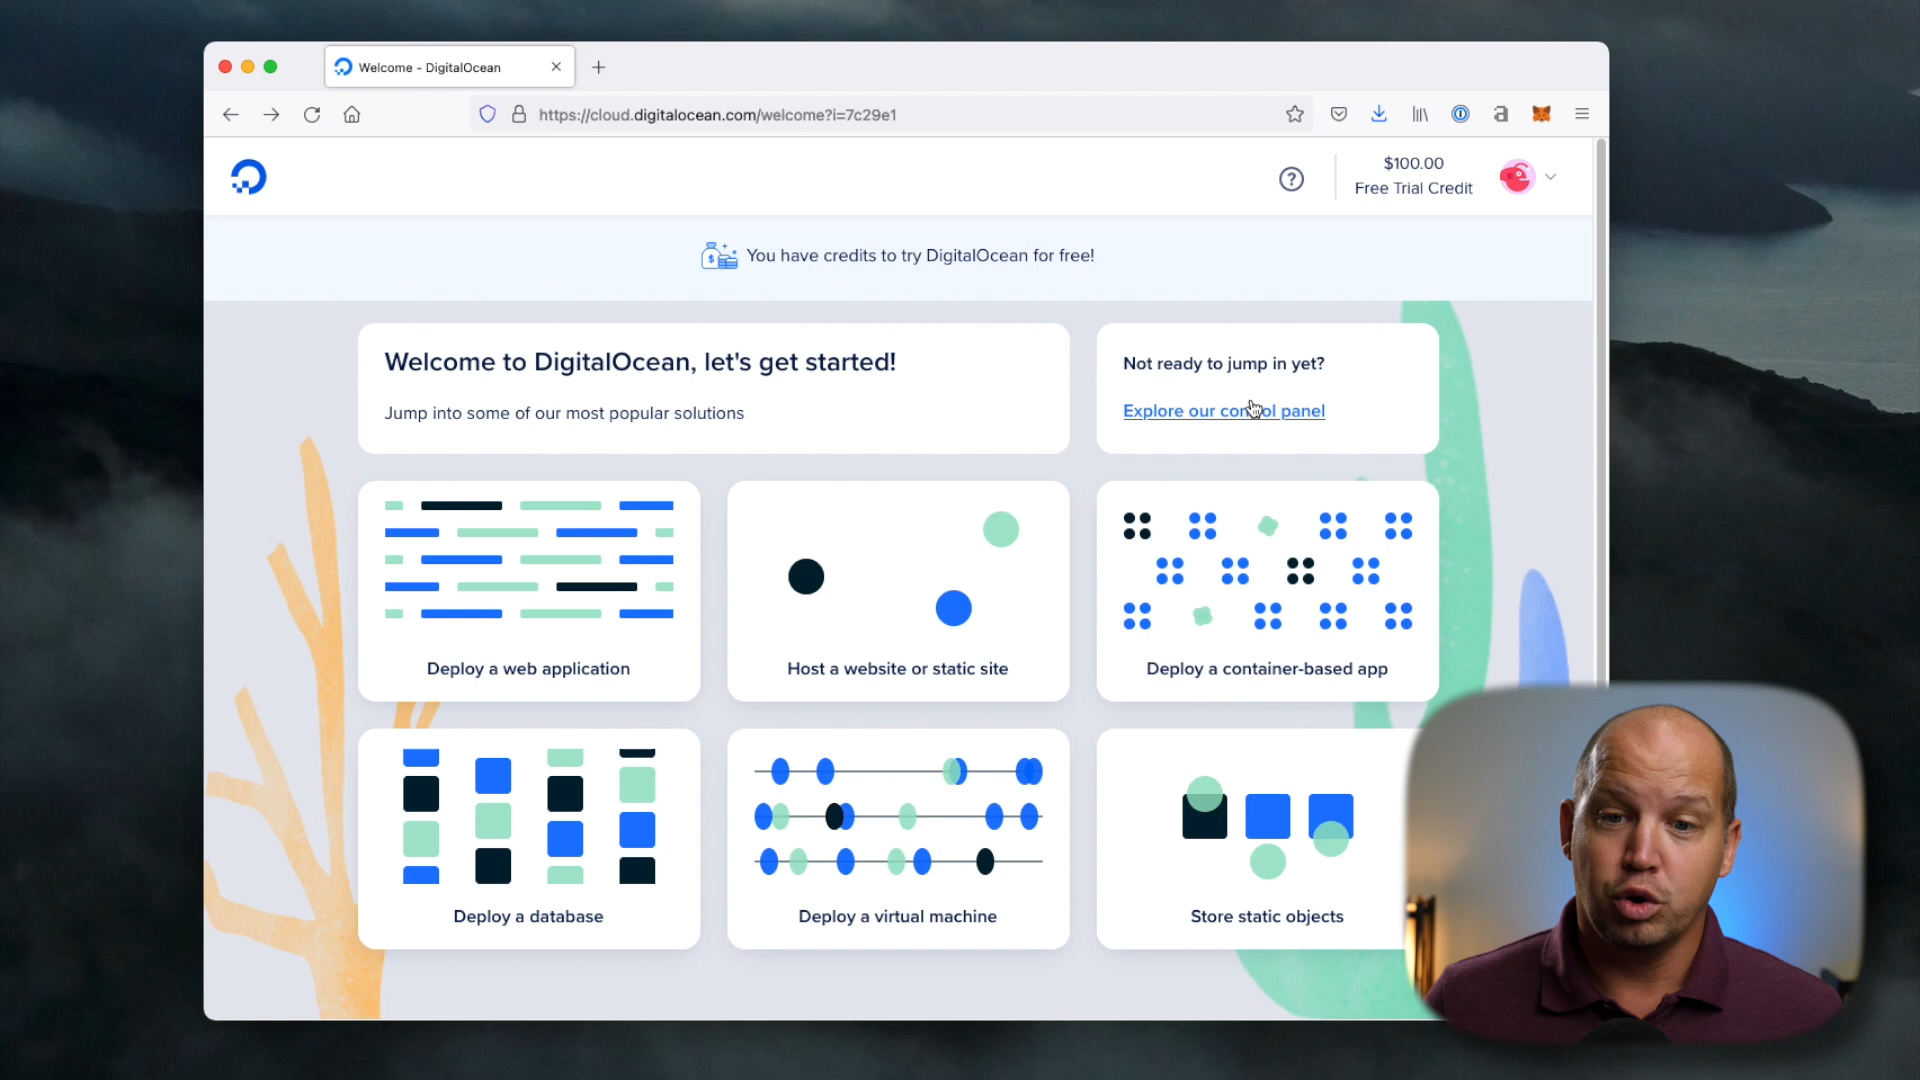 Welcome - DigitalOcean
https://cloud.digitalocean.com/welcome?i=7c29e1
$100.00
Free Trial Credit
You have credits to try DigitalOcean for free!
Welcome to DigitalOcean, let's get started!
Jump into some of our most popular solutions
Not ready to jump in yet?
Explore our control panel
Deploy a web application
Host a website or static site
Deploy a container-based app
Deploy a database
Deploy a virtual machine
Store static objects